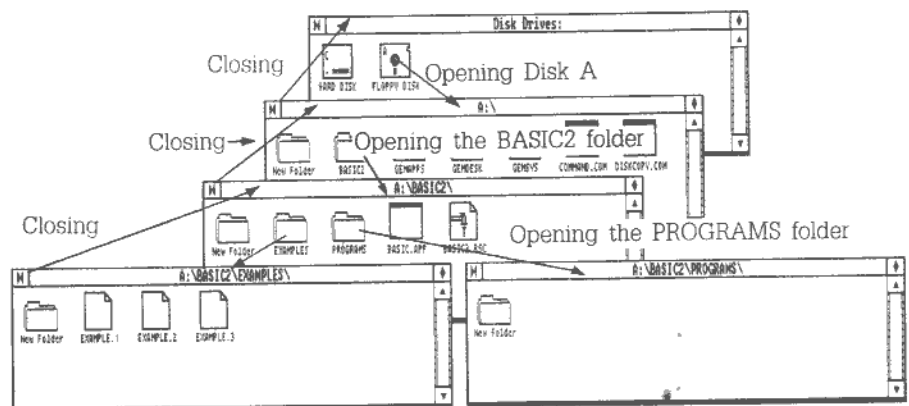 Disk Drives:
Closing
HARD DISK
FLOPPY DISK
Opening Disk A
A:\
Closing
Opening the BASIC2 folder
New Folder
BASIC2
GEMAPPS
GEMDESK
GEMSYS
COMMAND.COM
DISKCOPY.COM
A:\BASIC2\
Closing
New Folder
EXAMPLES
PROGRAMS
BASIC2.APP
BASIC2.RSC
Opening the PROGRAMS folder
A:\BASIC2\EXAMPLES\
A:\BASIC2\PROGRAMS\
New Folder
EXAMPLE.1
EXAMPLE.2
EXAMPLE.3
New Folder